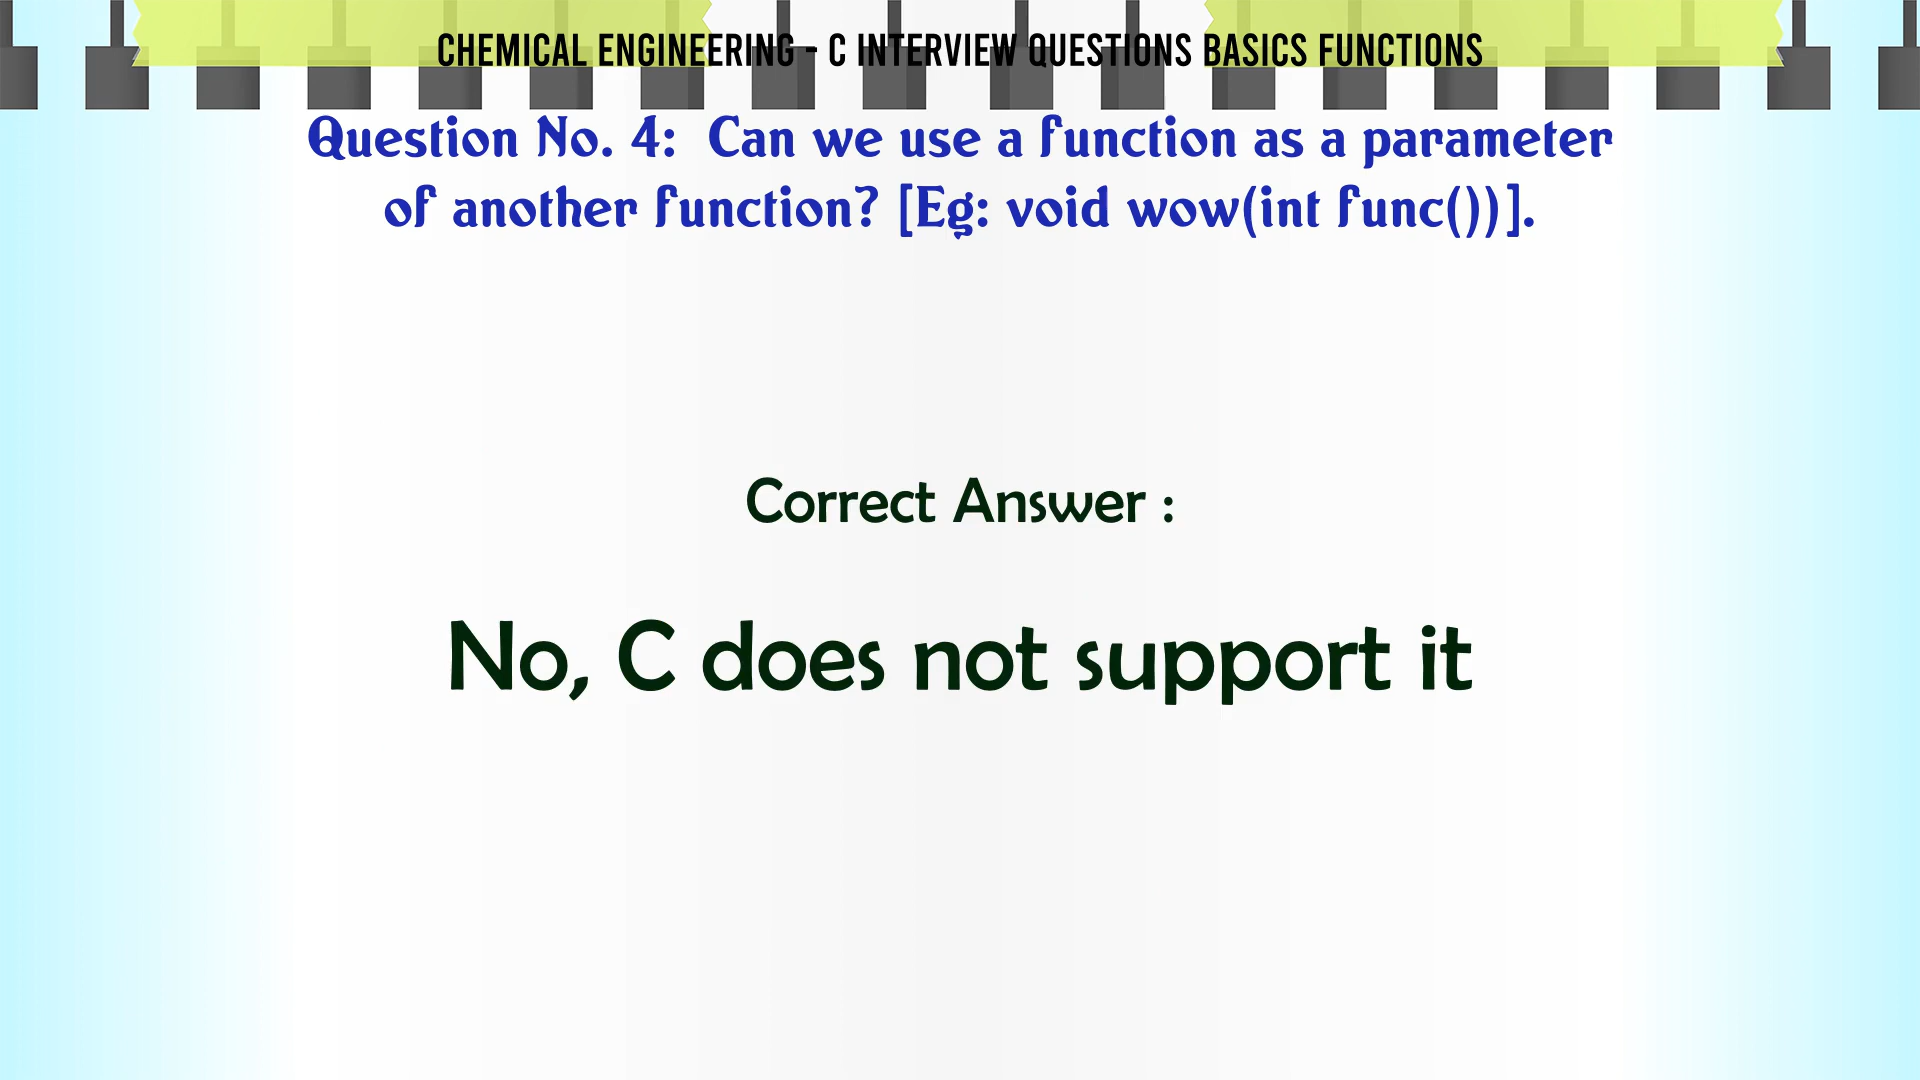 CHEMICAL ENGINEERING - C INTERVIEW QUESTIONS BASICS FUNCTIONS
Question No. 4:  Can we use a function as a parameter
of another function? [Eg: void wow(int func())].
Correct Answer :
No, C does not support it